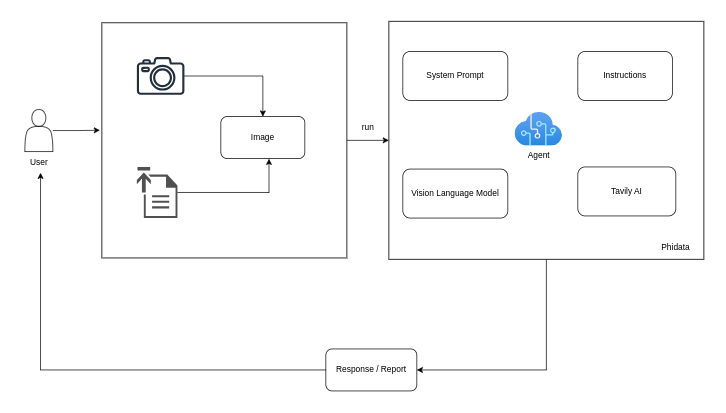 System Prompt
Instructions
run
Image
User
Agent
Vision Language Model
Tavily AI
Phidata
Response / Report